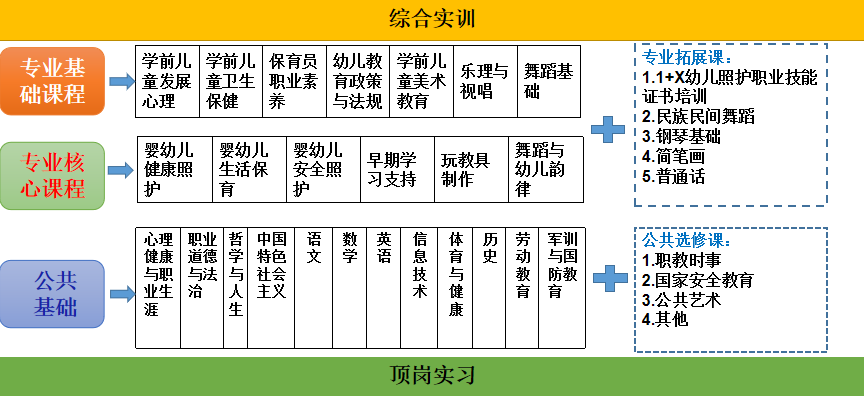 综合实训
专业基
础课程
学前儿
童发展
心理
学前儿
童卫生
保健
保育员
职业素
养
幼儿教
育政策
与法规
学前儿
童美术
教育
乐理与
视唱
舞蹈基
础
专业拓展课：
1.1+X幼儿照护职业技能
证书培训
2.民族民间舞蹈
3.钢琴基础
4.简笔画
5.普通话
专业核
心课程
婴幼儿
健康照
护
婴幼儿
生活保
育
婴幼儿
安全照
护
早期学
习支持
玩教具
制作
舞蹈与
幼儿韵
律
公共
基础
心理
健康
与职
业生
涯
职业
道德
与法
治
哲
学
与
人
生
中国
特色
社会
主义
语
文
数
学
英
语
信
息
技
术
体
育
与
健
康
历
史
劳
动
教
育
军训
与国
防教
育
公共选修课：
1.职教时事
2.国家安全教育
3.公共艺术
4.其他
顶岗实习